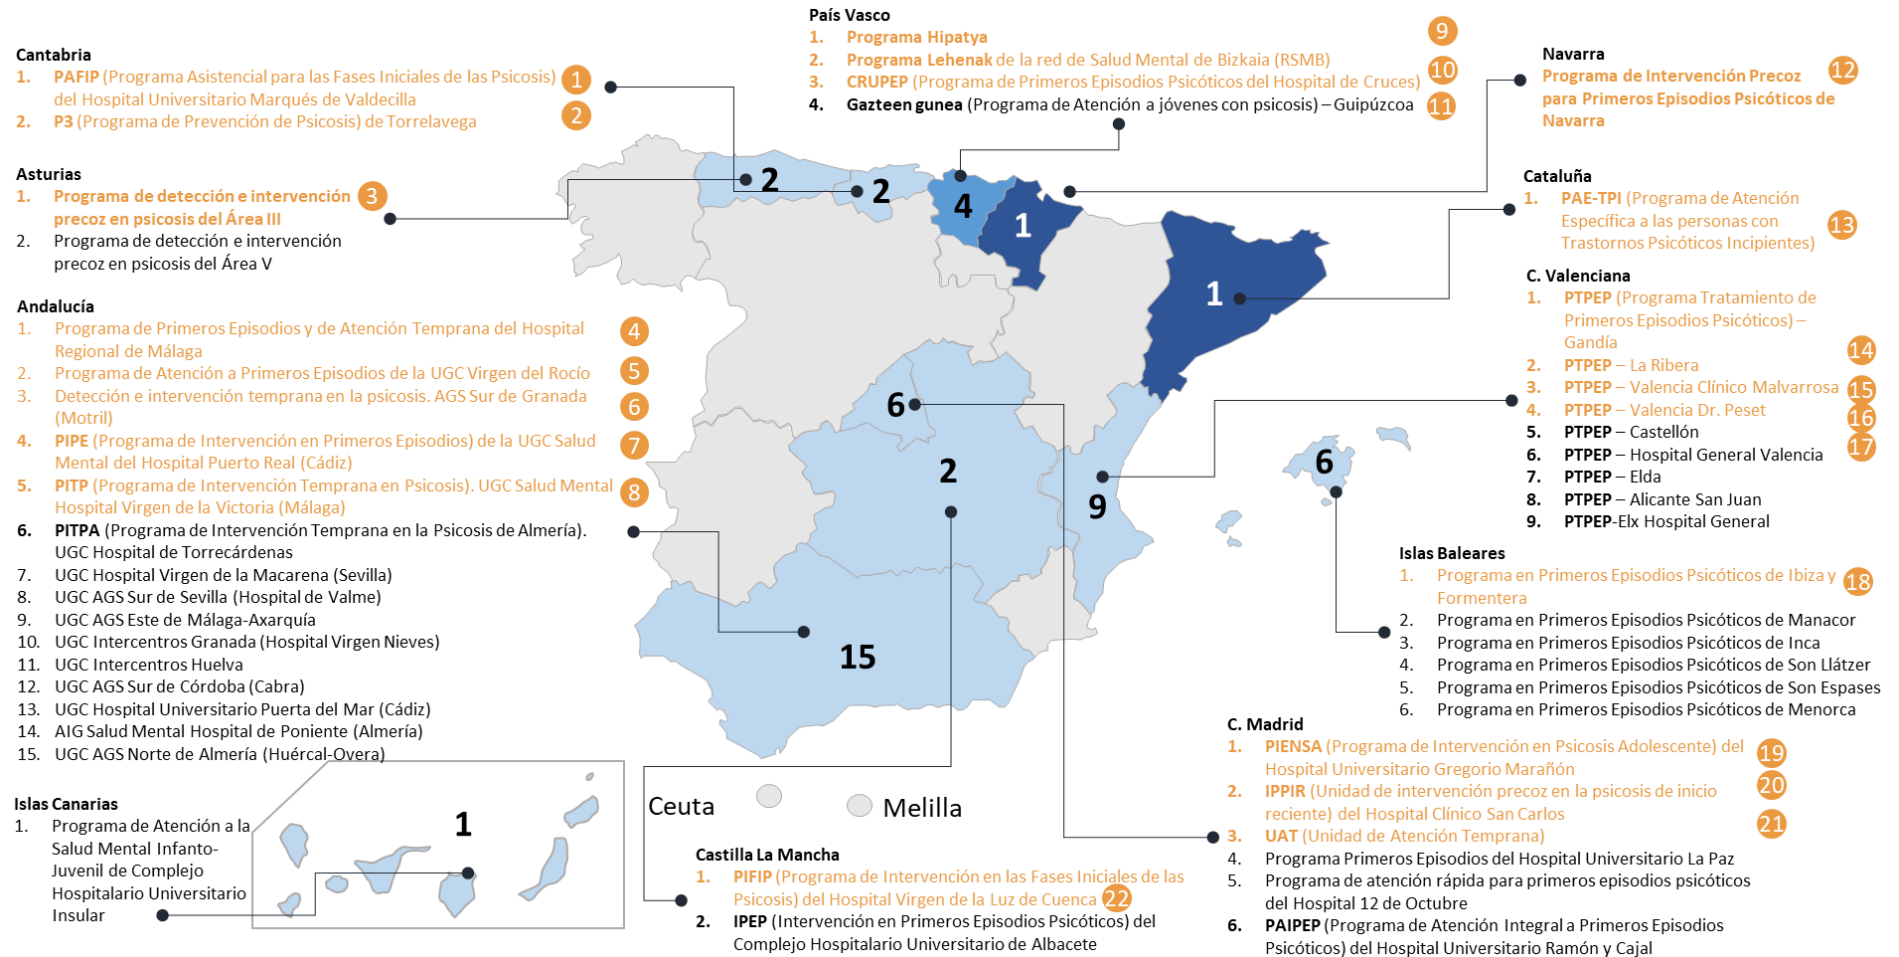 Cantabria
1. PAFIP (Programa Asistencial para las Fases Iniciales de las Psicosis)
del Hospital Universitario Marqués de Valdecilla
1
2. P3 (Programa de Prevención de Psicosis) de Torrelavega
2
Asturias
1. Programa de detección e intervención
precoz en psicosis del Área III
3
2. Programa de detección e intervención
precoz en psicosis del Área V
Andalucía
1. Programa de Primeros Episodios y de Atención Temprana del Hospital
Regional de Málaga
4
2. Programa de Atención a Primeros Episodios de la UGC Virgen del Rocío
5
3. Detección e intervención temprana en la psicosis. AGS Sur de Granada
(Motril)
6
4. PIPE (Programa de Intervención en Primeros Episodios) de la UGC Salud
Mental del Hospital Puerto Real (Cádiz)
7
5. PITP (Programa de Intervención Temprana en Psicosis). UGC Salud Mental
Hospital Virgen de la Victoria (Málaga)
8
6. PITPA (Programa de Intervención Temprana en la Psicosis de Almería).
UGC Hospital de Torrecárdenas
7. UGC Hospital Virgen de la Macarena (Sevilla)
8. UGC AGS Sur de Sevilla (Hospital de Valme)
9. UGC AGS Este de Málaga-Axarquía
10. UGC Intercentros Granada (Hospital Virgen Nieves)
11. UGC Intercentros Huelva
12. UGC AGS Sur de Córdoba (Cabra)
13. UGC Hospital Universitario Puerta del Mar (Cádiz)
14. AIG Salud Mental Hospital de Poniente (Almería)
15. UGC AGS Norte de Almería (Huércal-Overa)
Islas Canarias
1. Programa de Atención a la
Salud Mental Infanto-
Juvenil de Complejo
Hospitalario Universitario
Insular
1
País Vasco
1. Programa Hipatya
9
2. Programa Lehenak de la red de Salud Mental de Bizkaia (RSMB)
10
3. CRUPEP (Programa de Primeros Episodios Psicóticos del Hospital de Cruces)
4. Gazteen gunea (Programa de Atención a jóvenes con psicosis) – Guipúzcoa
11
2
2
4
1
1
6
2
9
6
15
Ceuta
Melilla
Castilla La Mancha
1. PIFIP (Programa de Intervención en las Fases Iniciales de las
Psicosis) del Hospital Virgen de la Luz de Cuenca
22
2. IPEP (Intervención en Primeros Episodios Psicóticos) del
Complejo Hospitalario Universitario de Albacete
Navarra
Programa de Intervención Precoz
para Primeros Episodios Psicóticos de
Navarra
12
Cataluña
1. PAE-TPI (Programa de Atención
Específica a las personas con
Trastornos Psicóticos Incipientes)
13
C. Valenciana
1. PTPEP (Programa Tratamiento de
Primeros Episodios Psicóticos) –
Gandía
14
2. PTPEP – La Ribera
3. PTPEP – Valencia Clínico Malvarrosa
15
4. PTPEP – Valencia Dr. Peset
16
5. PTPEP – Castellón
17
6. PTPEP – Hospital General Valencia
7. PTPEP – Elda
8. PTPEP – Alicante San Juan
9. PTPEP-Elx Hospital General
Islas Baleares
1. Programa en Primeros Episodios Psicóticos de Ibiza y
Formentera
18
2. Programa en Primeros Episodios Psicóticos de Manacor
3. Programa en Primeros Episodios Psicóticos de Inca
4. Programa en Primeros Episodios Psicóticos de Son Llátzer
5. Programa en Primeros Episodios Psicóticos de Son Espases
6. Programa en Primeros Episodios Psicóticos de Menorca
C. Madrid
1. PIENSA (Programa de Intervención en Psicosis Adolescente) del
Hospital Universitario Gregorio Marañón
19
2. IPPIR (Unidad de intervención precoz en la psicosis de inicio
reciente) del Hospital Clínico San Carlos
20
3. UAT (Unidad de Atención Temprana)
21
4. Programa Primeros Episodios del Hospital Universitario La Paz
5. Programa de atención rápida para primeros episodios psicóticos
del Hospital 12 de Octubre
6. PAIPEP (Programa de Atención Integral a Primeros Episodios
Psicóticos) del Hospital Universitario Ramón y Cajal